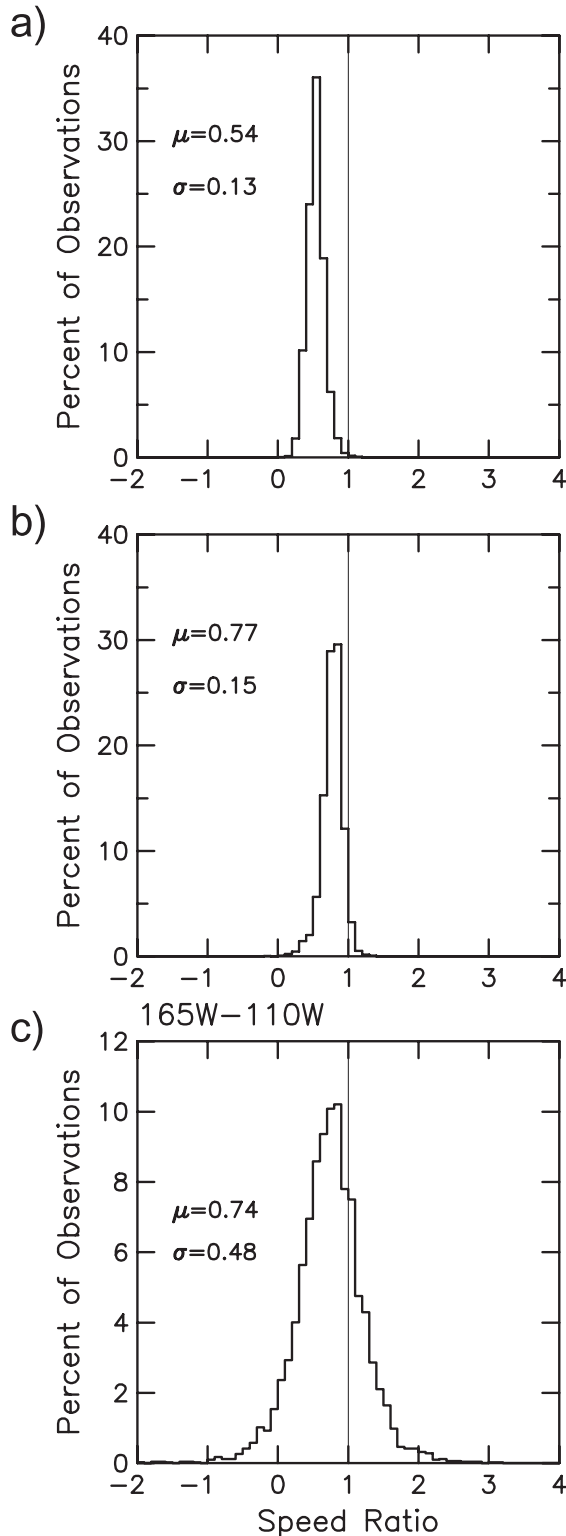 a)
Percent of Observations
40
30
20
10
0
μ=0.54
σ=0.13
−2 −1 0 1 2 3 4
b)
Percent of Observations
40
30
20
10
0
μ=0.77
σ=0.15
−2 −1 0 1 2 3 4
165W−110W
c)
Percent of Observations
12
10
8
6
4
2
0
μ=0.74
σ=0.48
−2 −1 0 1 2 3 4
Speed Ratio